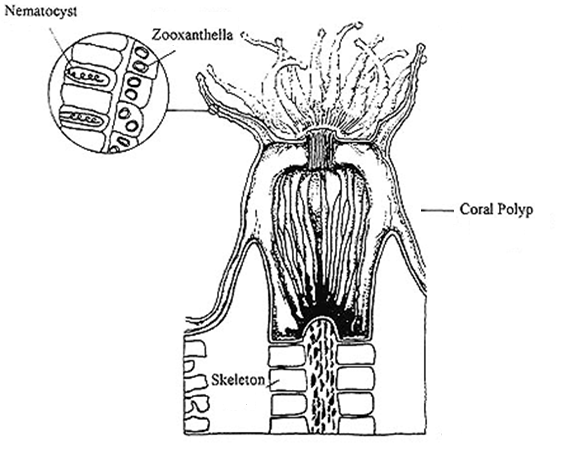 Nematocyst
Zooxanthella
Coral Polyp
Skeleton